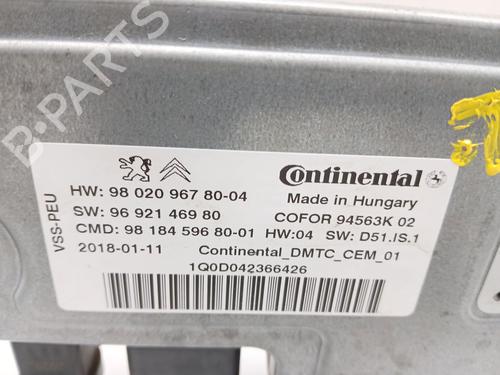 B-PARTS
VSS-PEU
Continental
HW: 98 020 967 80-04
Made in Hungary
SW: 96 921 469 80
COFOR 94563K 02
CMD: 98 184 596 80-01 HW:04 SW: D51.IS.1
2018-01-11 Continental_DMTC_CEM_01
1Q0D042366426